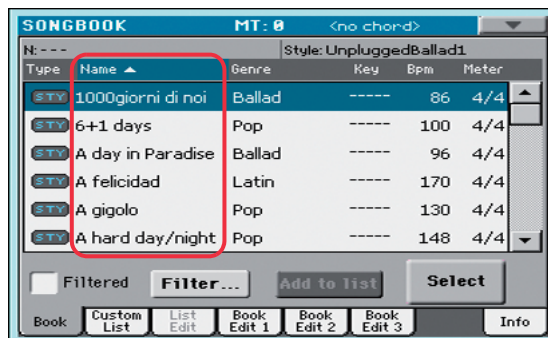 SONGBOOK MT: 0 <no chord>
N:--- Style: UnpluggedBallad1
Type Name Genre Key Bpm Meter
STY 1000giorni di noi Ballad ----- 86 4/4
STY 6+1 days Pop ----- 100 4/4
STY A day in Paradise Ballad ----- 96 4/4
STY A felicidad Latin ----- 170 4/4
STY A gigolo Pop ----- 130 4/4
STY A hard day/night Pop ----- 148 4/4
Filtered Filter... Add to list Select
Book Custom List List Edit Book Edit 1 Book Edit 2 Book Edit 3 Info